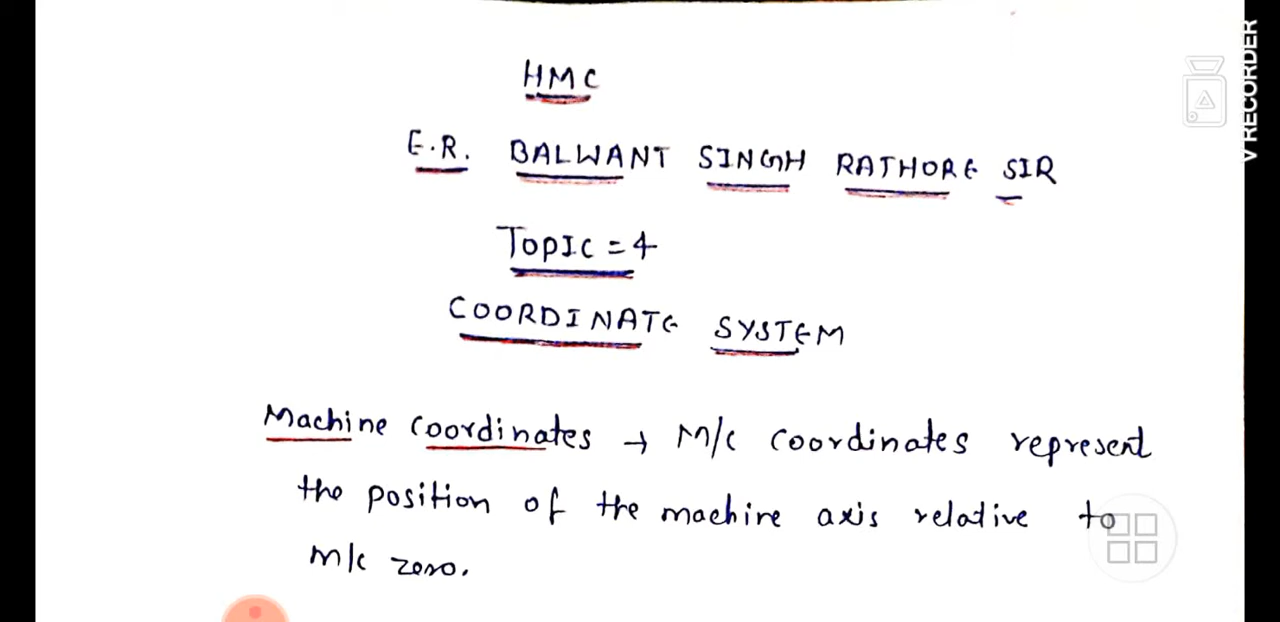 HMC
E.R. BALWANT SINGH RATHORE SIR
TOPIC = 4
COORDINATE SYSTEM
Machine coordinates → M/C coordinates represent
the position of the machine axis relative to
m/c zero.
V RECORDER